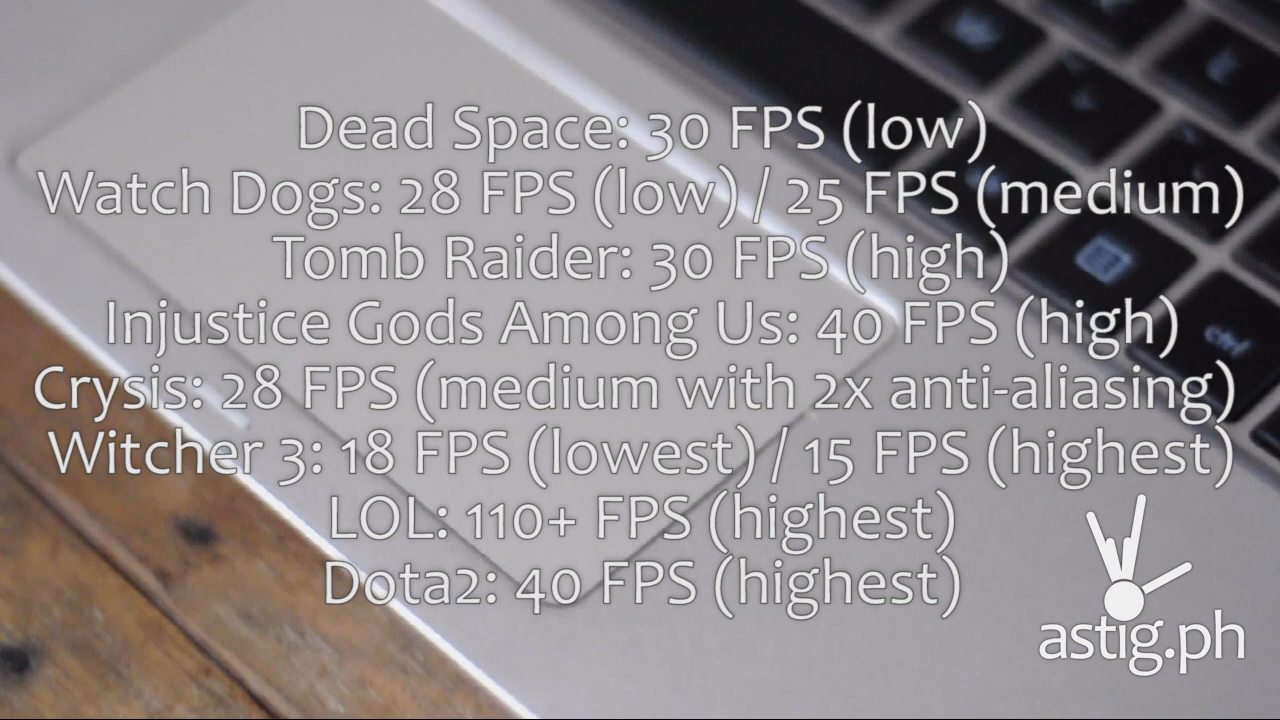 Dead Space: 30 FPS (low)
Watch Dogs: 28 FPS (low) / 25 FPS (medium)
Tomb Raider: 30 FPS (high)
Injustice Gods Among Us: 40 FPS (high)
Crysis: 28 FPS (medium with 2x anti-aliasing)
Witcher 3: 18 FPS (lowest) / 15 FPS (highest)
LOL: 110+ FPS (highest)
Dota2: 40 FPS (highest)
astig.ph
ctrl